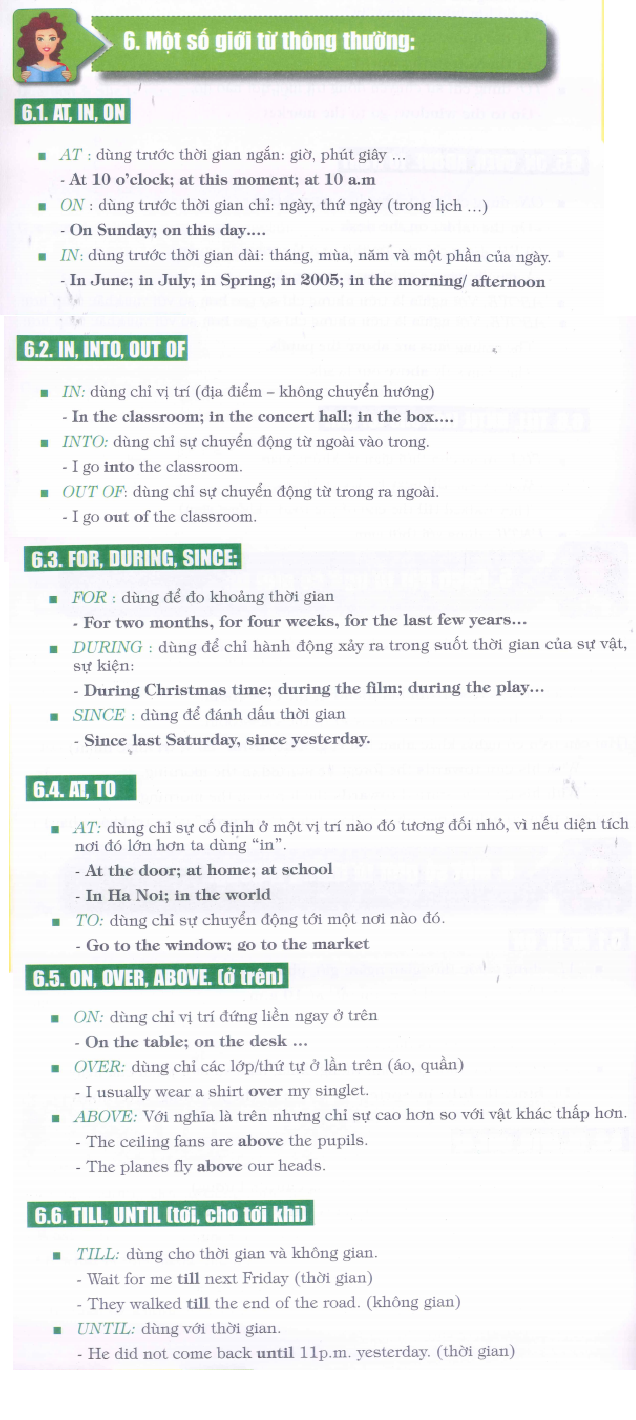 6. Một số giới từ thông thường:
6.1. AT, IN, ON
AT : dùng trước thời gian ngắn: giờ, phút giây ...
- At 10 o'clock; at this moment; at 10 a.m
ON : dùng trước thời gian chỉ: ngày, thứ ngày (trong lịch ...)
- On Sunday; on this day....
IN: dùng trước thời gian dài: tháng, mùa, năm và một phần của ngày.
- In June; in July; in Spring; in 2005; in the morning/ afternoon
6.2. IN, INTO, OUT OF
IN: dùng chỉ vị trí (địa điểm – không chuyển hướng)
- In the classroom; in the concert hall; in the box....
INTO: dùng chỉ sự chuyển động từ ngoài vào trong.
- I go into the classroom.
OUT OF: dùng chỉ sự chuyển động từ trong ra ngoài.
- I go out of the classroom.
6.3. FOR, DURING, SINCE:
FOR : dùng để đo khoảng thời gian
- For two months, for four weeks, for the last few years...
DURING : dùng để chỉ hành động xảy ra trong suốt thời gian của sự vật,
sự kiện:
- During Christmas time; during the film; during the play...
SINCE : dùng để đánh dấu thời gian
- Since last Saturday, since yesterday.
6.4. AT, TO
AT: dùng chỉ sự cố định ở một vị trí nào đó tương đối nhỏ, vì nếu diện tích
nơi đó lớn hơn ta dùng "in".
- At the door; at home; at school
- In Ha Noi; in the world
TO: dùng chỉ sự chuyển động tới một nơi nào đó.
- Go to the window; go to the market
6.5. ON, OVER, ABOVE. (ở trên)
ON: dùng chỉ vị trí đứng liền ngay ở trên
- On the table; on the desk ...
OVER: dùng chỉ các lớp/thứ tự ở lần trên (áo, quần)
- I usually wear a shirt over my singlet.
ABOVE: Với nghĩa là trên nhưng chỉ sự cao hơn so với vật khác thấp hơn.
- The ceiling fans are above the pupils.
- The planes fly above our heads.
6.6. TILL, UNTIL (tới, cho tới khi)
TILL: dùng cho thời gian và không gian.
- Wait for me till next Friday (thời gian)
- They walked till the end of the road. (không gian)
UNTIL: dùng với thời gian.
- He did not come back until 11p.m. yesterday. (thời gian)